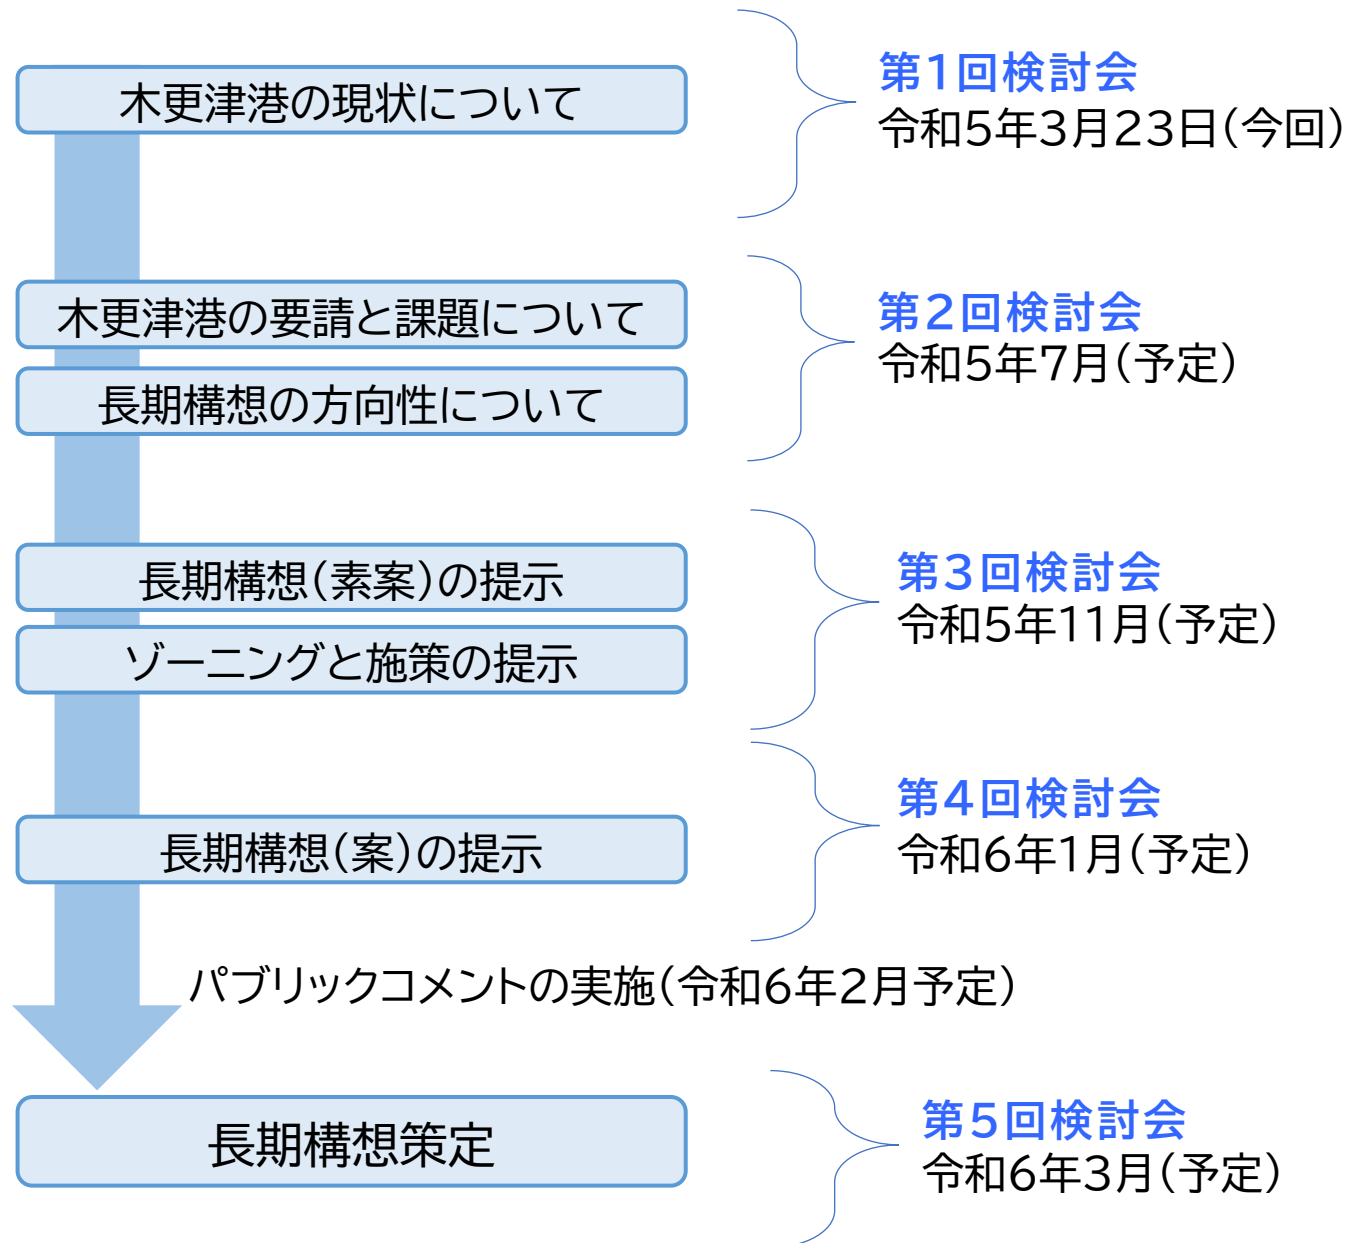 木更津港の現状について
第1回検討会
令和5年3月23日(今回)
木更津港の要請と課題について
長期構想の方向性について
第2回検討会
令和5年7月(予定)
長期構想(素案)の提示
ゾーニングと施策の提示
第3回検討会
令和5年11月(予定)
長期構想(案)の提示
第4回検討会
令和6年1月(予定)
パブリックコメントの実施(令和6年2月予定)
長期構想策定
第5回検討会
令和6年3月(予定)